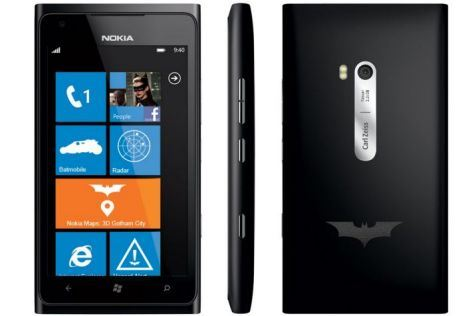 NOKIA
9:40
1
People
f
Batmobile
Radar
Nokia Maps: 3D Gotham City
Carl Zeiss